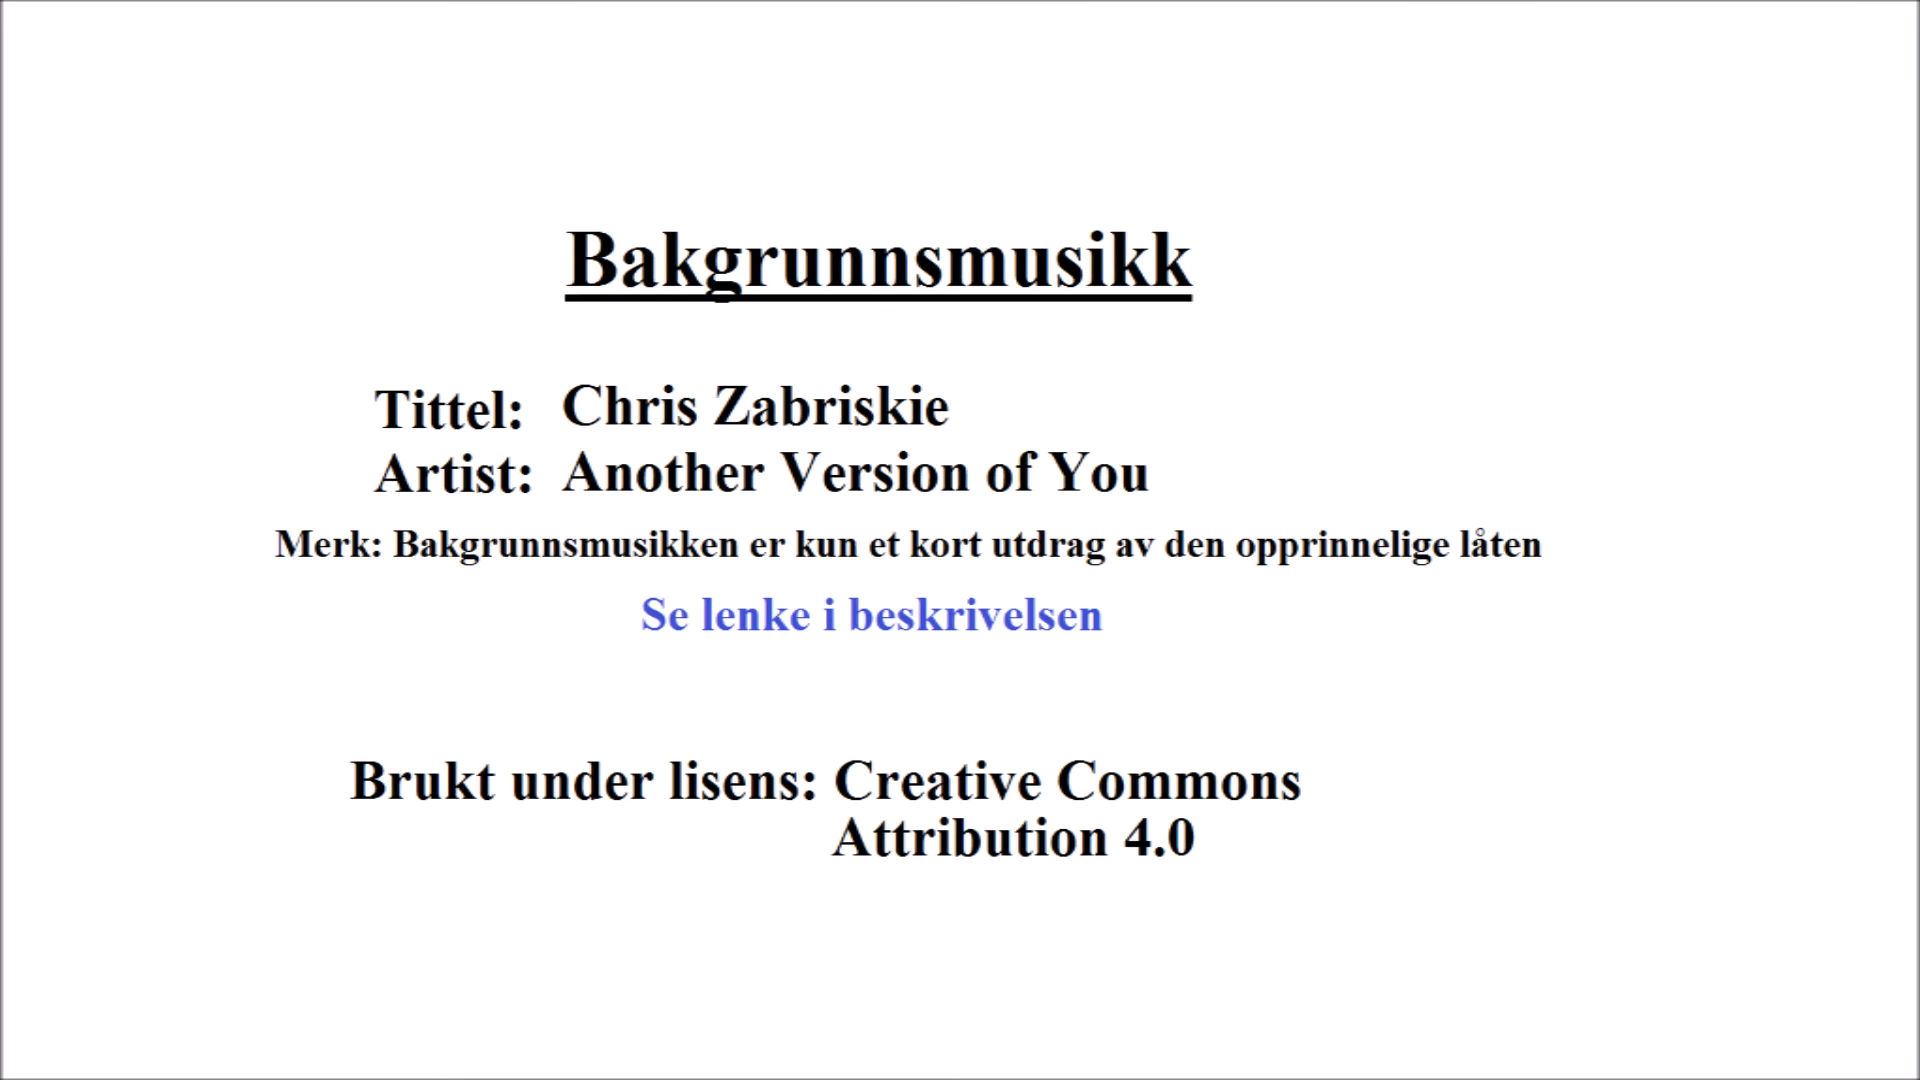 Bakgrunnsmusikk
Tittel: Chris Zabriskie
Artist: Another Version of You
Merk: Bakgrunnsmusikken er kun et kort utdrag av den opprinnelige låten
Se lenke i beskrivelsen
Brukt under lisens: Creative Commons
Attribution 4.0